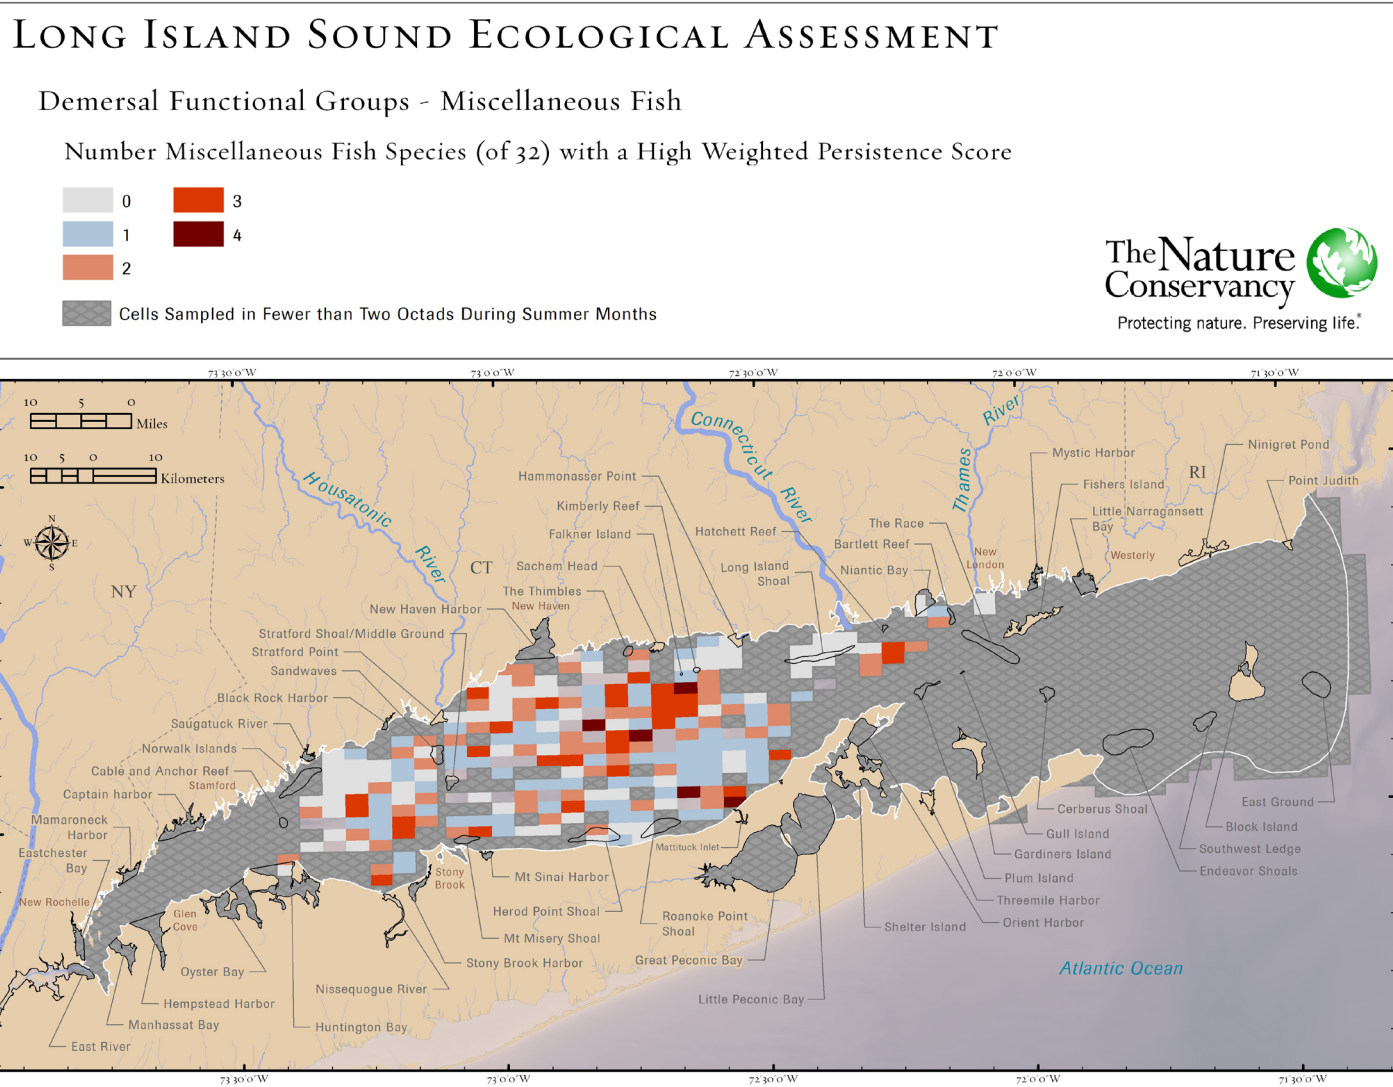 Long Island Sound Ecological Assessment
Demersal Functional Groups - Miscellaneous Fish
Number Miscellaneous Fish Species (of 32) with a High Weighted Persistence Score
0
3
1
4
2
Cells Sampled in Fewer than Two Octads During Summer Months
The Nature
Conservancy
Protecting nature. Preserving life.®
73°30'0"W
73°0'0"W
72°30'0"W
72°0'0"W
71°30'0"W
10 5 0
Miles
10 5 0 10
Kilometers
N
W E
S
NY
CT
RI
Housatonic
River
Connecticut
River
Thames
River
Mystic Harbor
Ninigret Pond
Fishers Island
Point Judith
Little Narragansett
Bay
Westerly
Hammonasser Point
Kimberly Reef
Falkner Island
Sachem Head
The Thimbles
New Haven
New Haven Harbor
Hatchett Reef
The Race
Bartlett Reef
Niantic Bay
New
London
Long Island
Shoal
Stratford Shoal/Middle Ground
Stratford Point
Sandwaves
Black Rock Harbor
Saugatuck River
Norwalk Islands
Cable and Anchor Reef
Stamford
Captain harbor
Mamaroneck
Harbor
Eastchester
Bay
New Rochelle
Glen
Cove
Oyster Bay
Hempstead Harbor
Manhassat Bay
East River
Huntington Bay
Nissequogue River
Stony Brook Harbor
Stony
Brook
Mt Sinai Harbor
Mt Misery Shoal
Herod Point Shoal
Roanoke Point
Shoal
Mattituck Inlet
Great Peconic Bay
Little Peconic Bay
Shelter Island
Orient Harbor
Threemile Harbor
Plum Island
Gardiners Island
Gull Island
Cerberus Shoal
Endeavor Shoals
Southwest Ledge
Block Island
East Ground
Atlantic Ocean
73°30'0"W
73°0'0"W
72°30'0"W
72°0'0"W
71°30'0"W